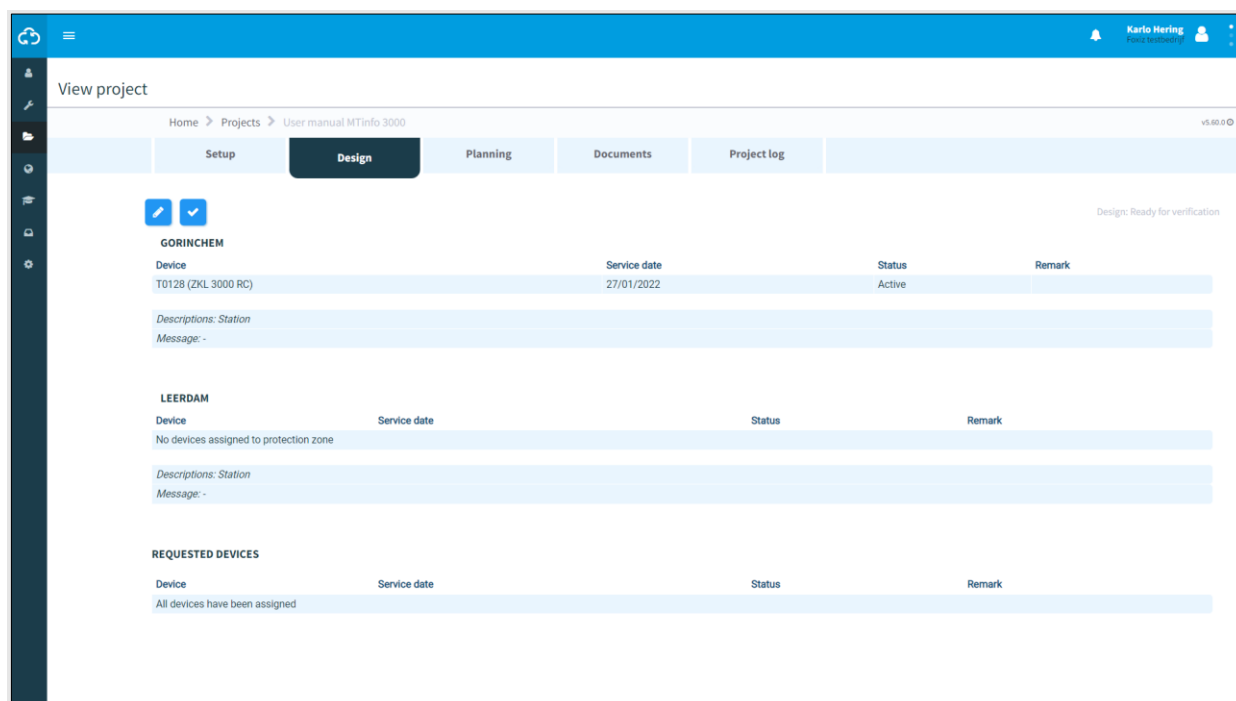 Karlo Hering
Fowiz testbedrijf
View project
Home Projects User manual MTinfo 3000
v5.60.0
Setup Design Planning Documents Project log
Design: Ready for verification
GORINCHEM
Device Service date Status Remark
T0128 (ZKL 3000 RC) 27/01/2022 Active
Descriptions: Station
Message: -
LEERDAM
Device Service date Status Remark
No devices assigned to protection zone
Descriptions: Station
Message: -
REQUESTED DEVICES
Device Service date Status Remark
All devices have been assigned